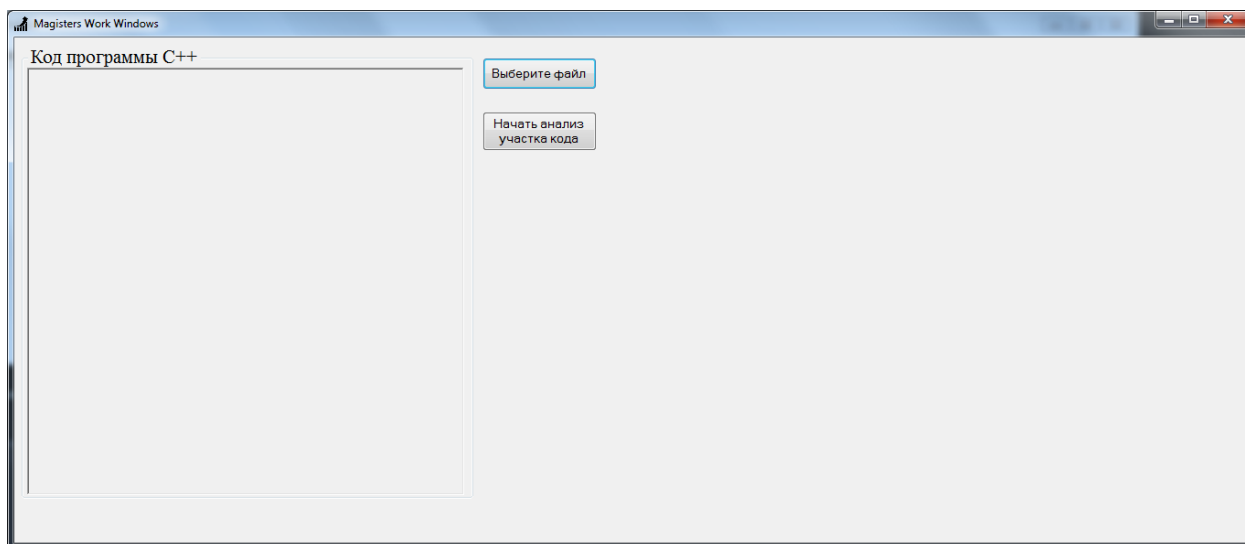 Magisters Work Windows
Код программы C++
Выберите файл
Начать анализ
участка кода